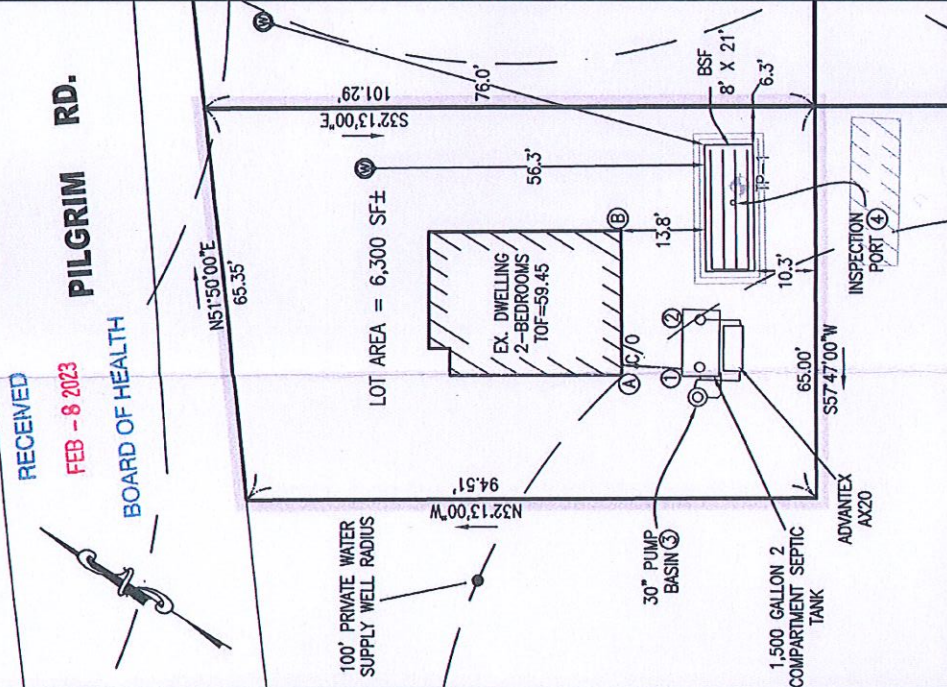 RECEIVED
FEB - 8 2023
BOARD OF HEALTH
PILGRIM RD.
N51°50'00"E
65.35'
W
S32°13'00"E
101.29'
76.0'
W
LOT AREA = 6,300 SF±
56.3'
BSF
8' X 21'
6.3'
TP-1
EX. DWELLING
2-BEDROOMS
TOF=59.45
B
13.8'
10.3'
INSPECTION
PORT 4
A
C/O
1
2
N32°13'00"W
94.51'
65.00'
S57°47'00"W
100' PRIVATE WATER
SUPPLY WELL RADIUS
30" PUMP
BASIN 3
1,500 GALLON 2
COMPARTMENT SEPTIC
TANK
ADVANTEX
AX20